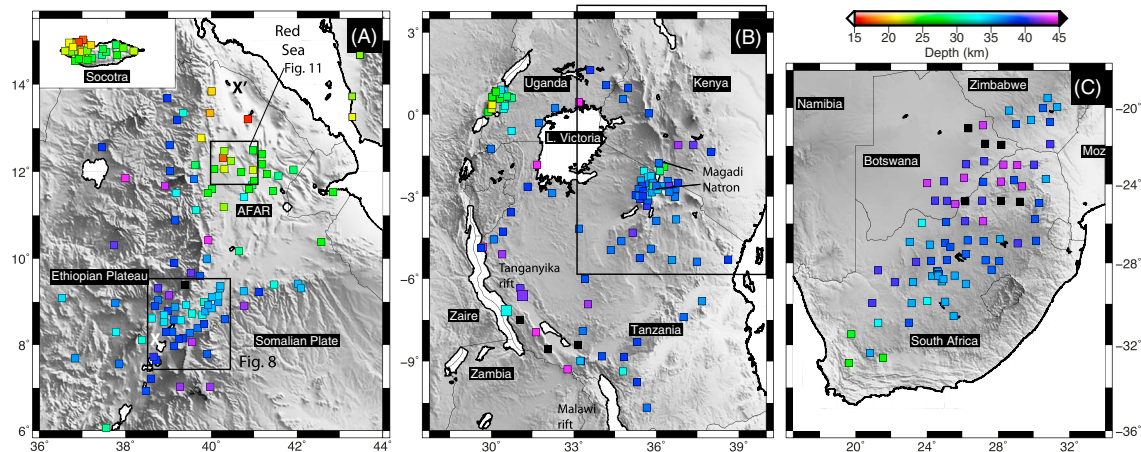 (A)
Red
Sea
Fig. 11
Socotra
'X'
AFAR
Ethiopian Plateau
Somalian Plate
Fig. 8
14˚
12˚
10˚
8˚
6˚
36˚
38˚
40˚
42˚
(B)
Uganda
Kenya
L. Victoria
Magadi
Natron
Tanganyika
rift
Zaire
Tanzania
Zambia
Malawi
rift
3˚
0˚
−3˚
−6˚
−9˚
30˚
33˚
36˚
39˚
15 20 25 30 35 40 45
Depth (km)
(C)
Zimbabwe
Namibia
Botswana
Moz
South Africa
−20˚
−24˚
−28˚
−32˚
−36˚
20˚
24˚
28˚
32˚